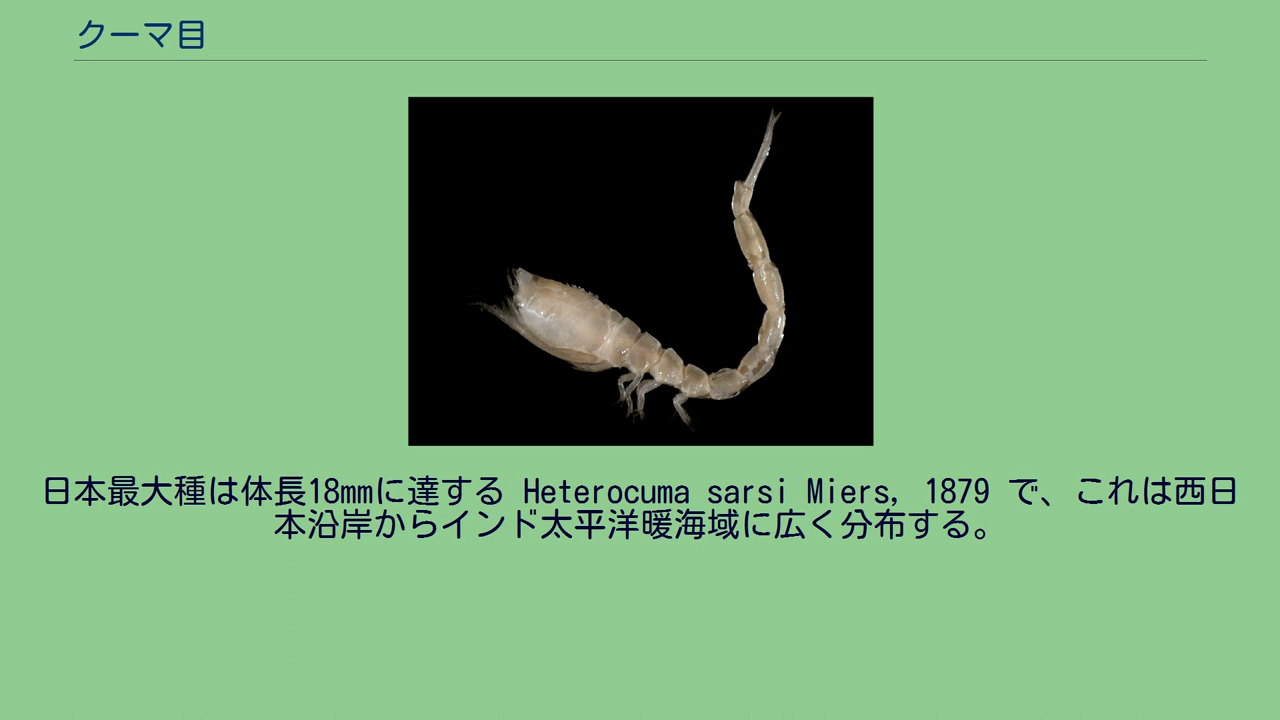 クーマ目
日本最大種は体長18mmに達する Heterocuma sarsi Miers, 1879 で、これは西日
本沿岸からインド太平洋暖海域に広く分布する。